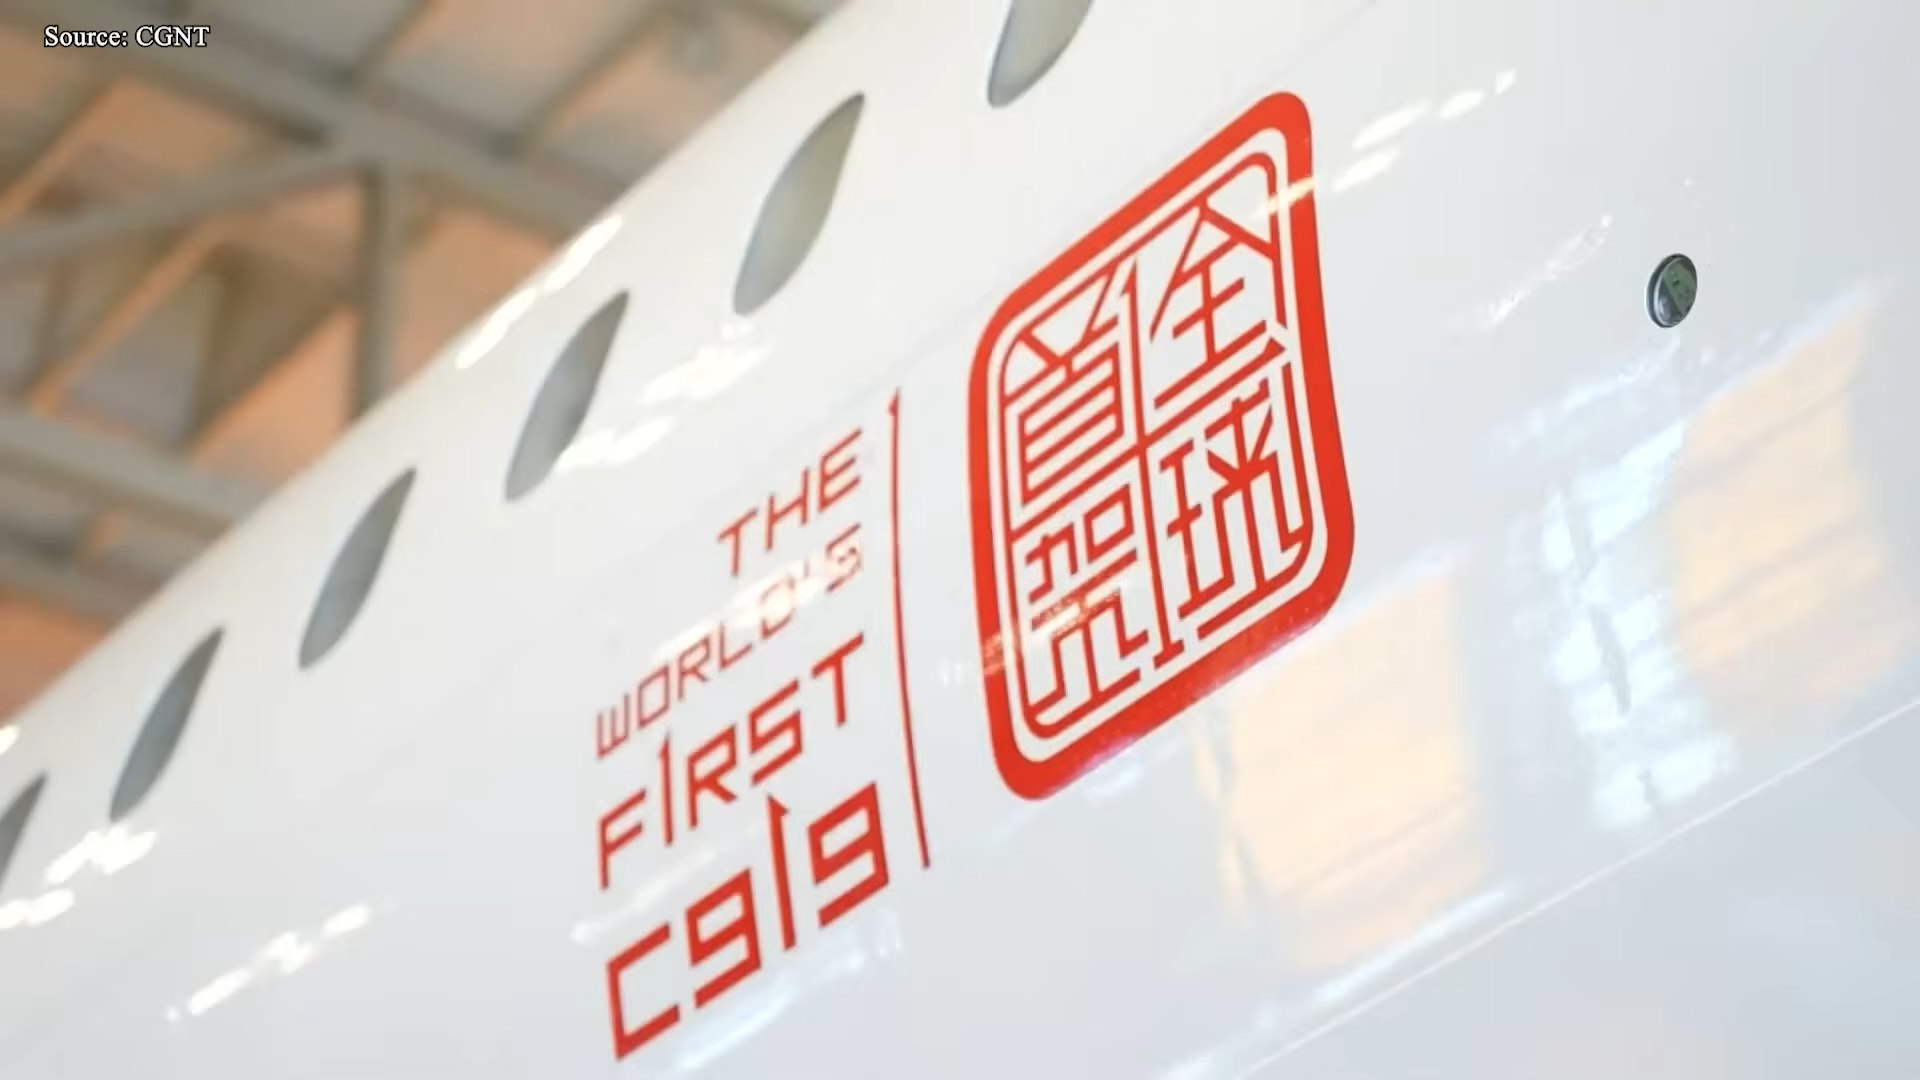 Source: CGNT
THE
WORLD'S
FIRST
C919
全球
首架